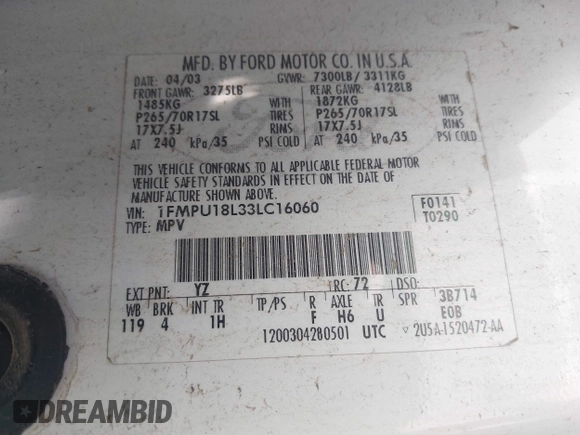 MFD. BY FORD MOTOR CO. IN U.S.A.
DATE 04/03 GVWR: 7300LB / 3311KG
FRONT GAWR: 3275LB REAR GAWR: 4128LB
1485KG WITH 1872KG WITH
P265/70R17SL TIRES P265/70R17SL TIRES
17X7.5J RIMS 17X7.5J RIMS
AT 240 kPa/35 PSI COLD AT 240 kPa/35 PSI COLD
THIS VEHICLE CONFORMS TO ALL APPLICABLE FEDERAL MOTOR
VEHICLE SAFETY STANDARDS IN EFFECT ON THE DATE OF
MANUFACTURE SHOWN ABOVE.
VIN: 1FMPU18L33LC16060 F0141
TYPE: MPV T0290
EXT PNT: YZ RC: 72 DSO:
WB BRK INT TR TP/PS R AXLE TR SPR 3B714
119 4 1H F H6 U EOB
1200304280501 UTC ▽ 2U5A-1520472-AA
DREAMBID